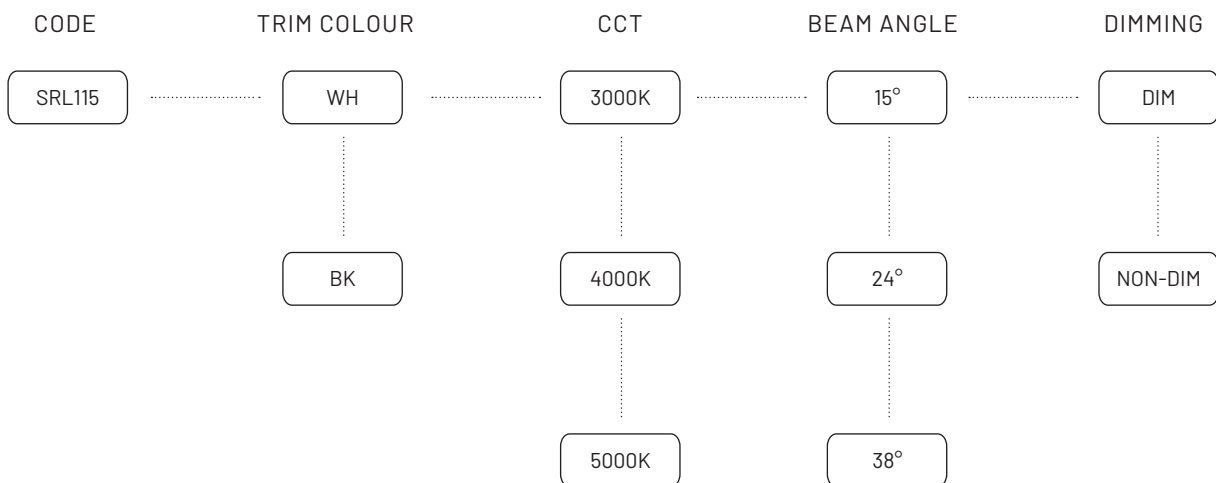 CODE TRIM COLOUR CCT BEAM ANGLE DIMMING
SRL115 WH 3000K 15° DIM
BK 4000K 24° NON-DIM
5000K 38°